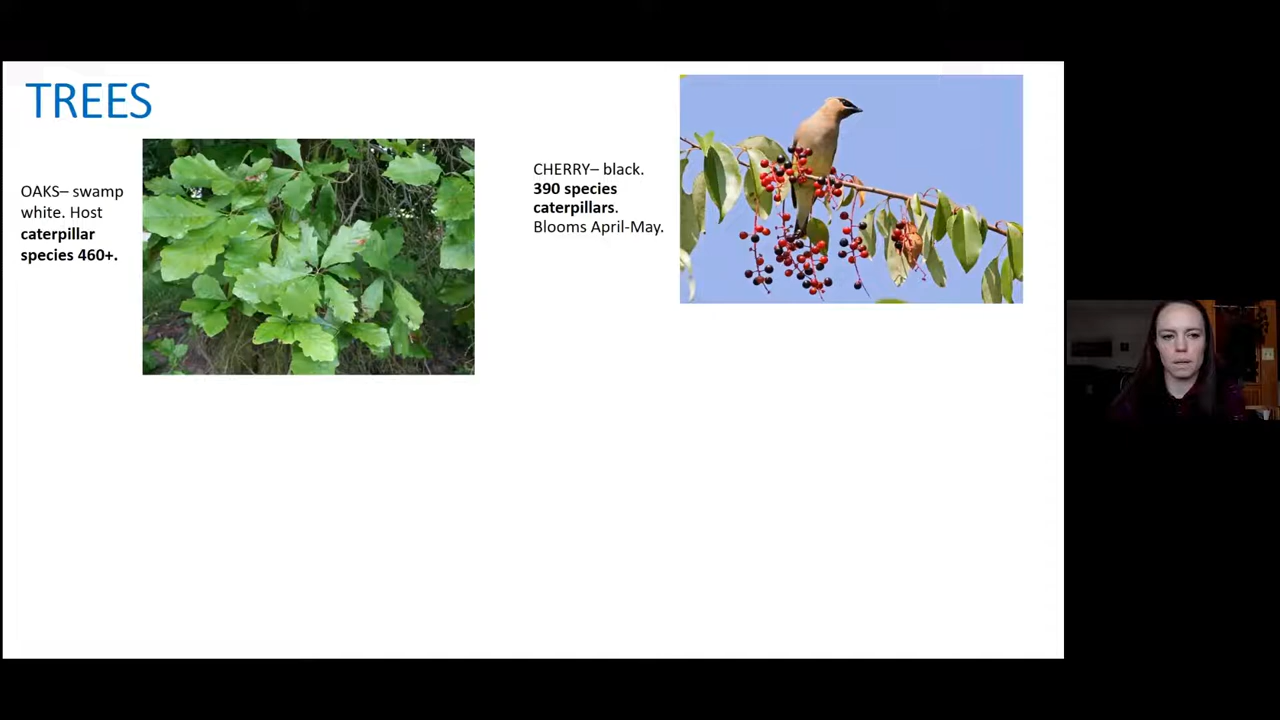 TREES
OAKS– swamp
white. Host
caterpillar
species 460+.
CHERRY– black.
390 species
caterpillars.
Blooms April-May.